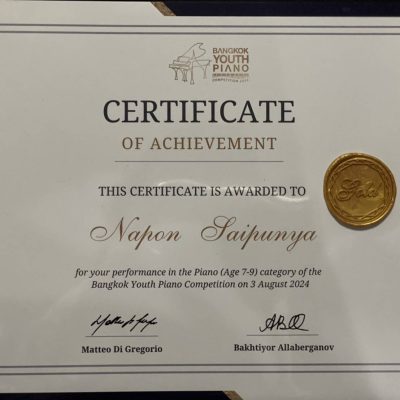 BANGKOK
YOUTH
PIANO
CERTIFICATE
OF ACHIEVEMENT
THIS CERTIFICATE IS AWARDED TO
Napon Saipunya
for your performance in the Piano (Age 7-9) category of the
Bangkok Youth Piano Competition on 3 August 2024
Gold
Matteo Di Gregorio
Bakhtiyor Allaberganov